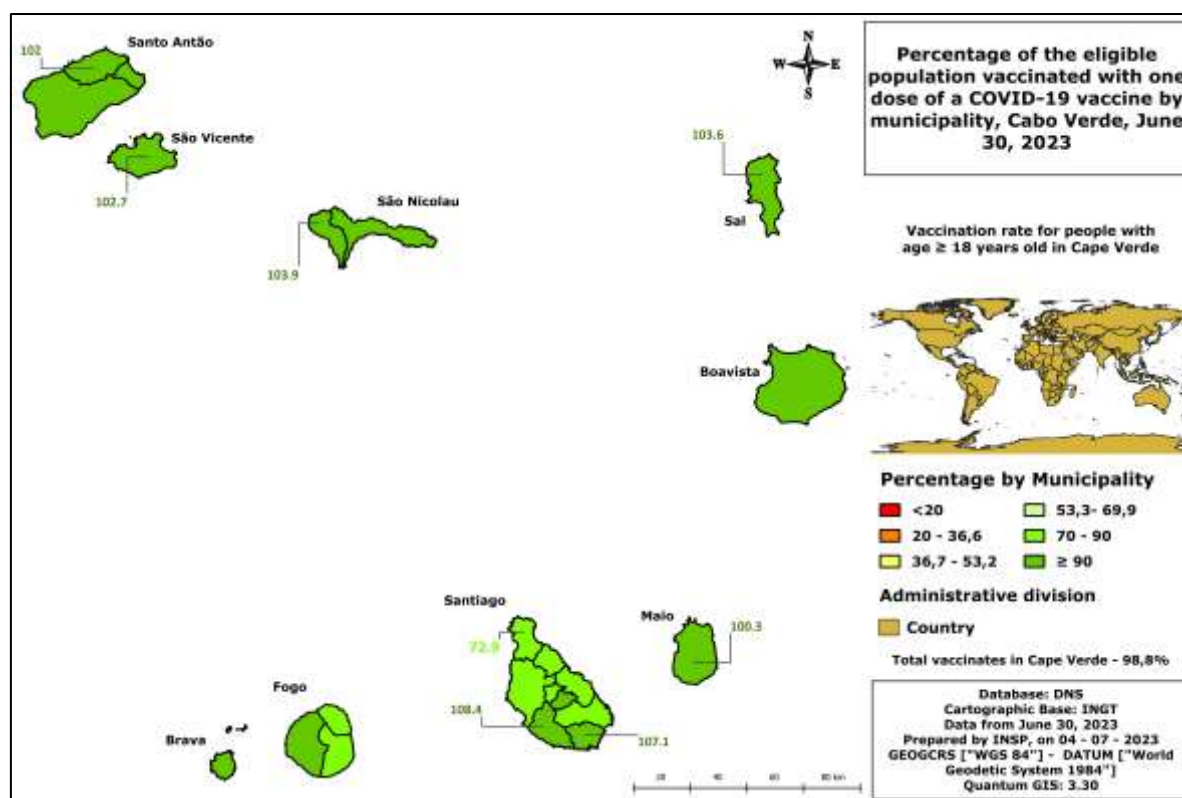 Percentage of the eligible
population vaccinated with one
dose of a COVID-19 vaccine by
municipality, Cabo Verde, June
30, 2023
Santo Antão
102
São Vicente
102.7
São Nicolau
103.9
N
W E
S
103.6
Sal
Vaccination rate for people with
age ≥ 18 years old in Cape Verde
Boavista
Percentage by Municipality
<20
20 - 36,6
36,7 - 53,2
53,3- 69,9
70 - 90
≥ 90
Administrative division
Country
Total vaccinates in Cape Verde - 98,8%
Santiago
72.9
108.4
107.1
Maio
100.3
Fogo
Brava
20 40 60 80 km
Database: DNS
Cartographic Base: INGT
Data from June 30, 2023
Prepared by INSP, on 04 - 07 - 2023
GEOGCRS ["WGS 84"] - DATUM ["World
Geodetic System 1984"]
Quantum GIS: 3.30